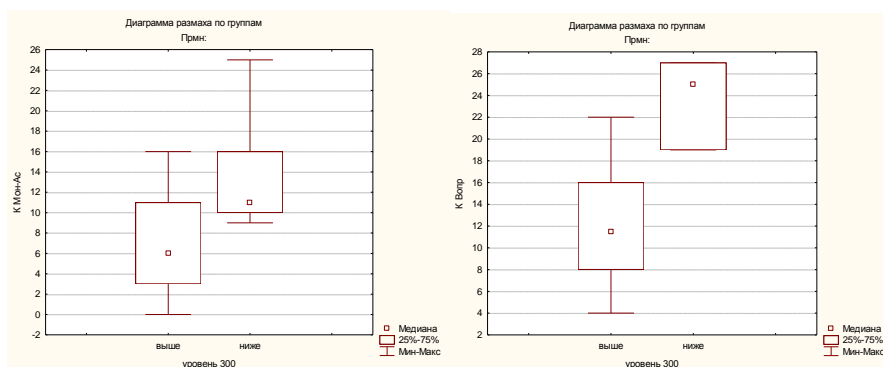 Диаграмма размаха по группам
Прмн:
26
24
22
20
18
16
14
12
10
8
6
4
2
0
-2
К Мон-Ас
выше
ниже
уровень 300
Медиана
25%-75%
Мин-Макс
Диаграмма размаха по группам
Прмн:
28
26
24
22
20
18
16
14
12
10
8
6
4
2
К Вопр
выше
ниже
уровень 300
Медиана
25%-75%
Мин-Макс